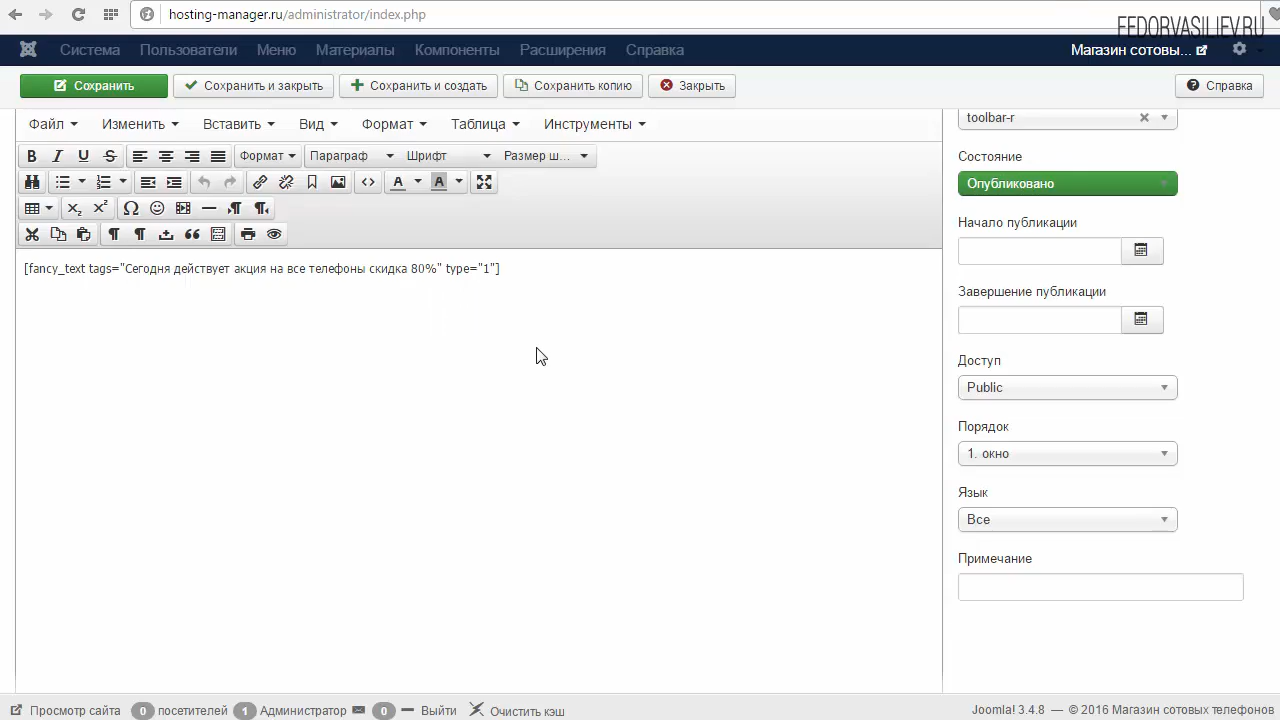 hosting-manager.ru/administrator/index.php
FEDORVASILIEV.RU
Система Пользователи Меню Материалы Компоненты Расширения Справка Магазин сотовы...
Сохранить Сохранить и закрыть Сохранить и создать Сохранить копию Закрыть Справка
Файл Изменить Вставить Вид Формат Таблица Инструменты
toolbar-r
B I U S Формат Параграф Шрифт Размер ш...
Состояние
Опубликовано
Начало публикации
[fancy_text tags="Сегодня действует акция на все телефоны скидка 80%" type="1"]
Завершение публикации
Доступ
Public
Порядок
1. окно
Язык
Все
Примечание
Просмотр сайта 0 посетителей 1 Администратор 0 Выйти Очистить кэш Joomla! 3.4.8 — © 2016 Магазин сотовых телефонов